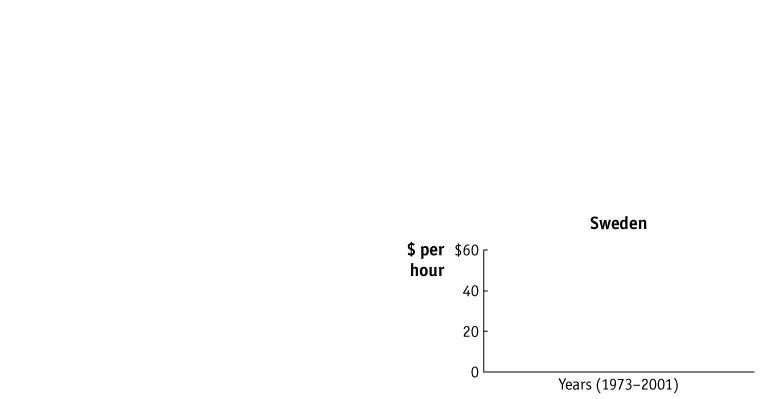 Sweden
$ per
hour
$60
40
20
0
Years (1973–2001)